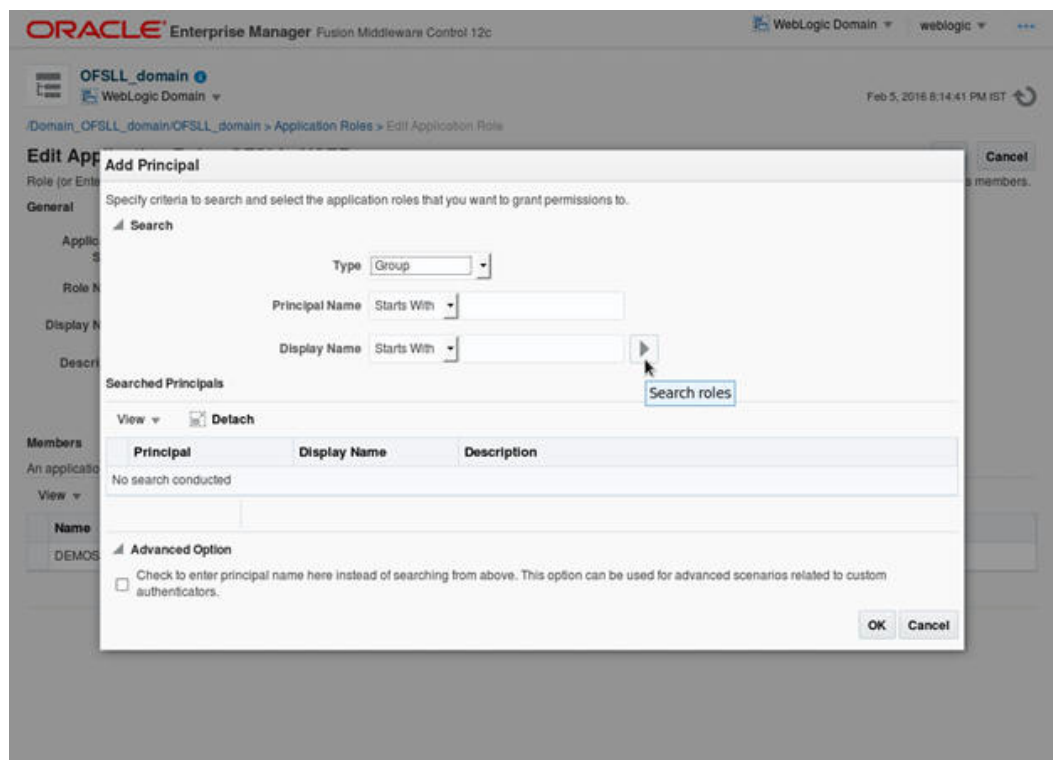 ORACLE Enterprise Manager Fusion Middleware Control 12c
WebLogic Domain
weblogic
OFSLL_domain
WebLogic Domain
Feb 5, 2016 8:14:41 PM IST
/Domain_OFSLL_domain/OFSLL_domain > Application Roles > Edit Application Role
Edit App
Cancel
Role (or Ente
s members.
General
Applic
S
Role N
Display N
Descri
Members
An applicatio
View
Name
DEMOS
Add Principal
Specify criteria to search and select the application roles that you want to grant permissions to.
Search
Type Group
Principal Name Starts With
Display Name Starts With
Search roles
Searched Principals
View Detach
Principal Display Name Description
No search conducted
Advanced Option
Check to enter principal name here instead of searching from above. This option can be used for advanced scenarios related to custom
authenticators.
OK Cancel